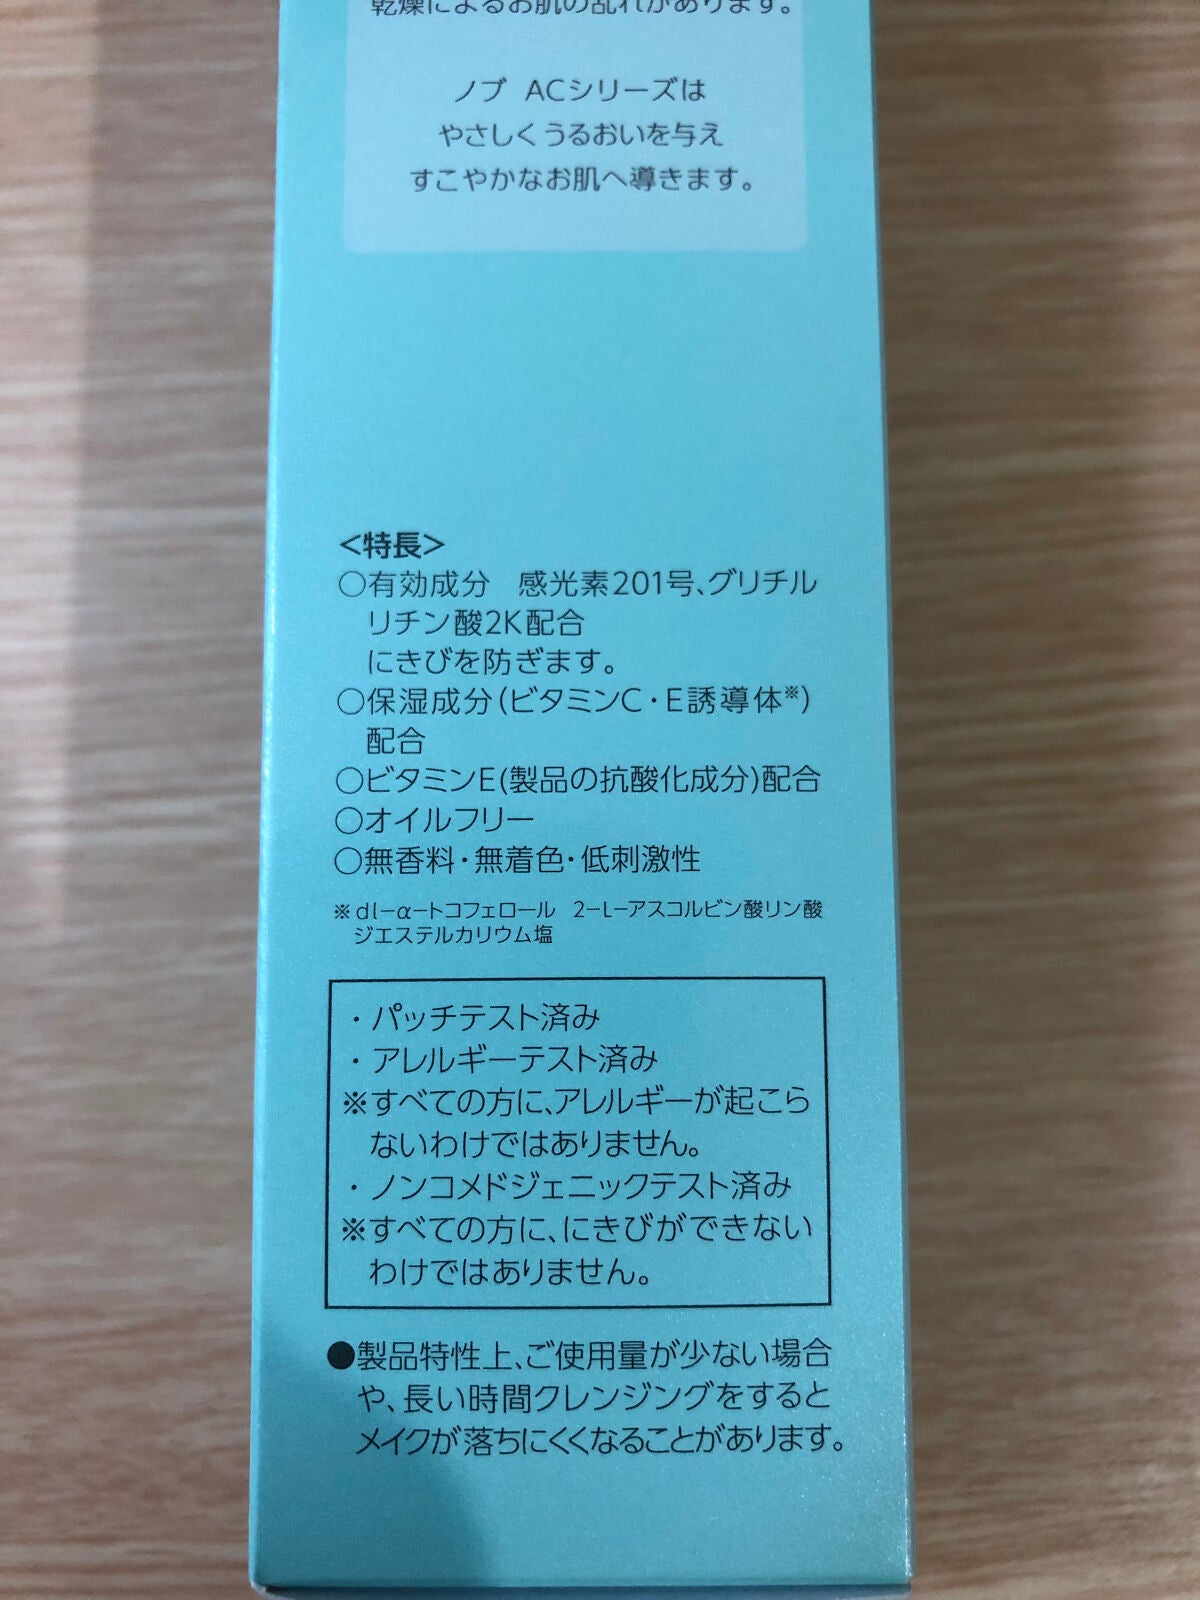 乾燥によるお肌の乱れがあります。
ノブ ACシリーズは
やさしくうるおいを与え
すこやかなお肌へ導きます。
<特長>
○有効成分 感光素201号、グリチル
リチン酸2K配合
にきびを防ぎます。
○保湿成分(ビタミンC・E誘導体※)
配合
○ビタミンE(製品の抗酸化成分)配合
○オイルフリー
○無香料・無着色・低刺激性
※dl-α-トコフェロール 2-L-アスコルビン酸リン酸
ジエステルカリウム塩
・パッチテスト済み
・アレルギーテスト済み
※すべての方に、アレルギーが起こら
ないわけではありません。
・ノンコメドジェニックテスト済み
※すべての方に、にきびができない
わけではありません。
●製品特性上、ご使用量が少ない場合
や、長い時間クレンジングをすると
メイクが落ちにくくなることがあります。